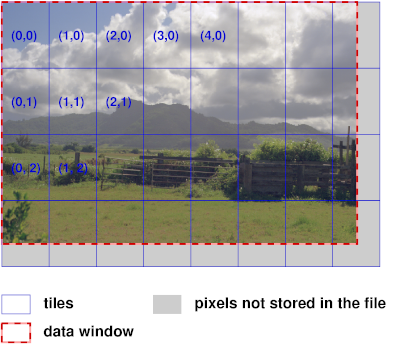 (0,0) (1,0) (2,0) (3,0) (4,0)
(0,1) (1,1) (2,1)
(0, 2) (1, 2)
tiles
pixels not stored in the file
data window